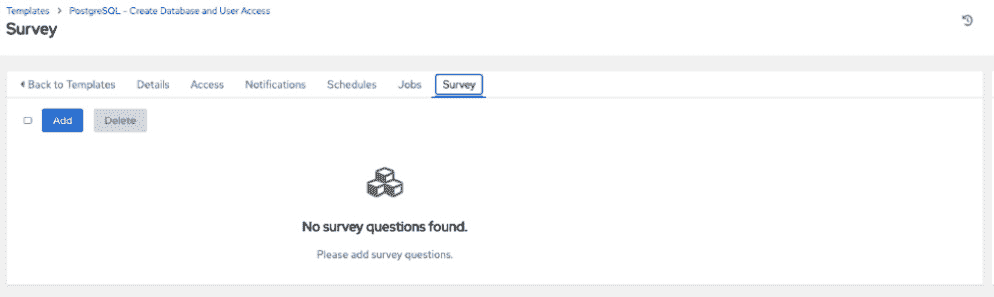 Templates > PostgreSQL - Create Database and User Access
Survey
Back to Templates Details Access Notifications Schedules Jobs Survey
Add Delete
No survey questions found.
Please add survey questions.